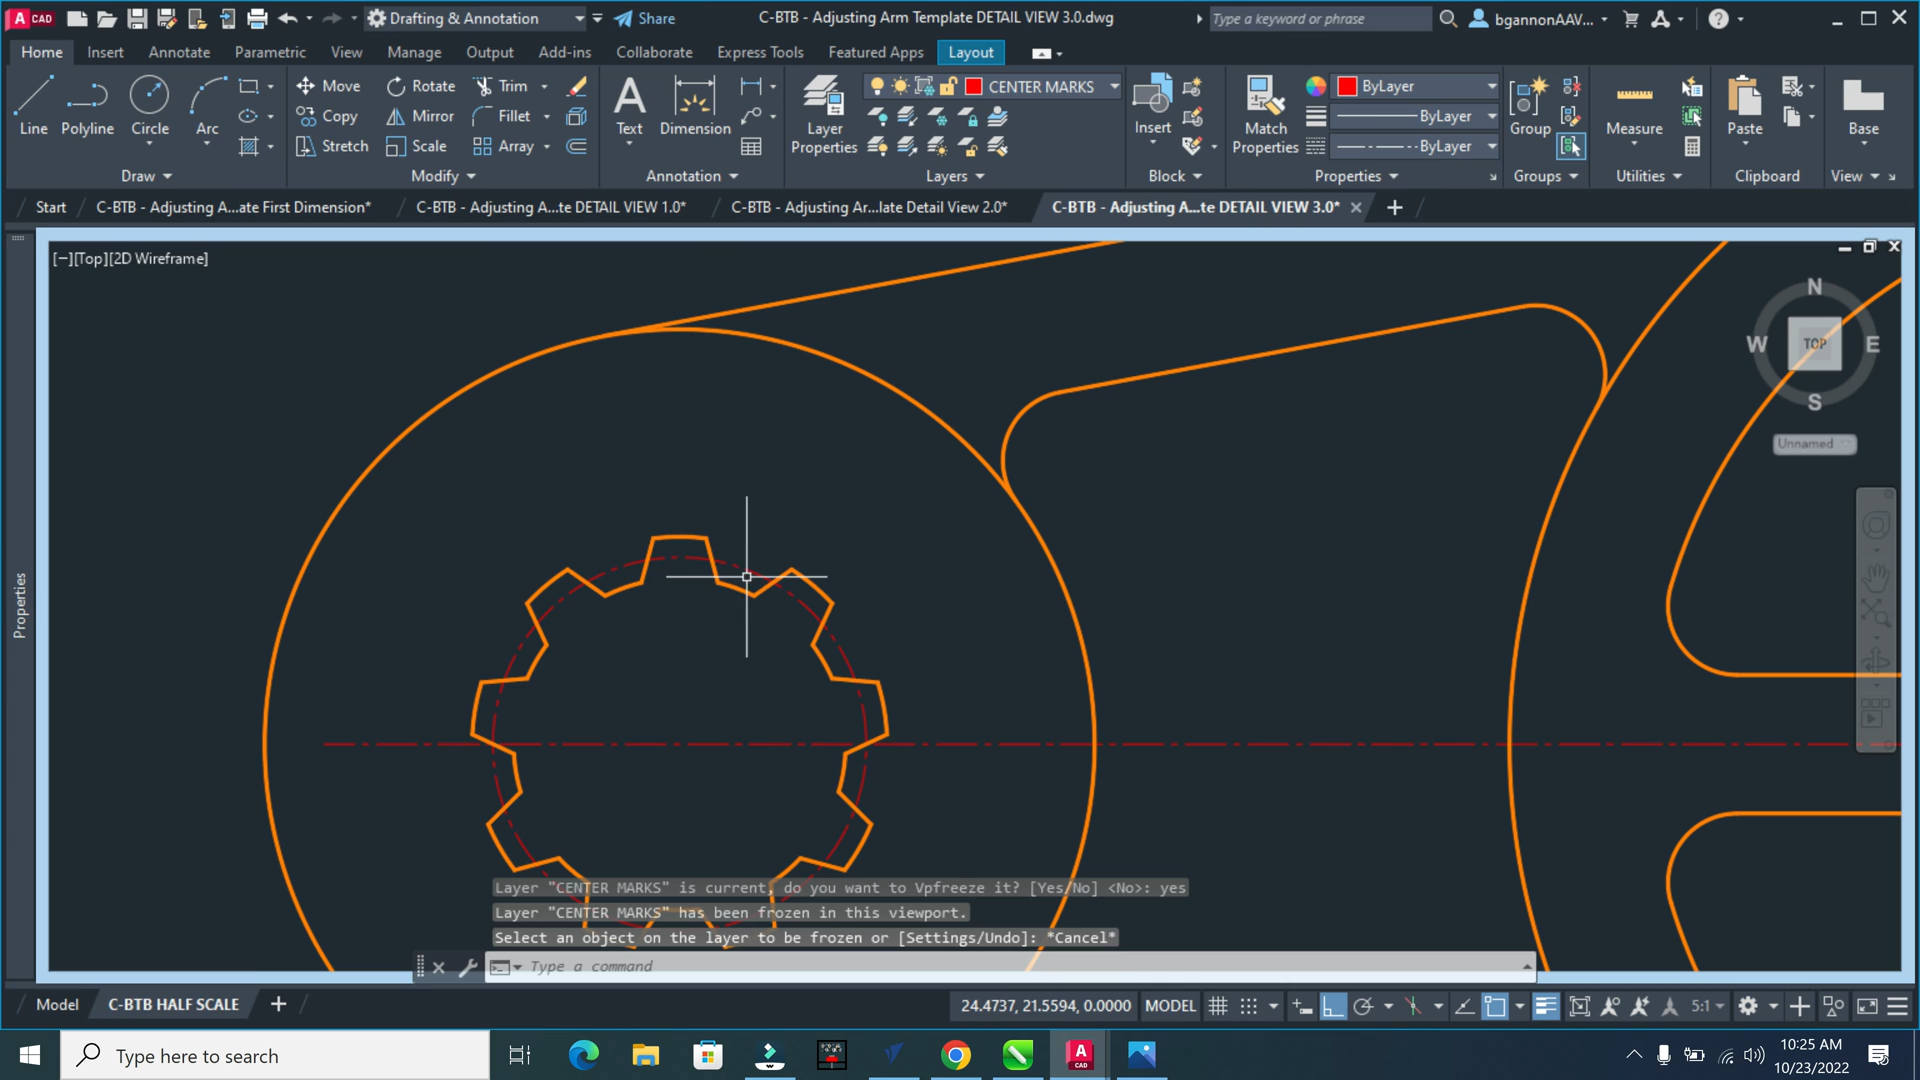 A CAD
Drafting & Annotation
Share
C-BTB - Adjusting Arm Template DETAIL VIEW 3.0.dwg
Type a keyword or phrase
bgannonAAV...
Home
Insert
Annotate
Parametric
View
Manage
Output
Add-ins
Collaborate
Express Tools
Featured Apps
Layout
Line
Polyline
Circle
Arc
Draw
Move
Rotate
Trim
Copy
Mirror
Fillet
Stretch
Scale
Array
Modify
A
Text
Dimension
Annotation
Layer
Properties
CENTER MARKS
Layers
Insert
Block
Match
Properties
ByLayer
ByLayer
ByLayer
Properties
Group
Groups
Measure
Utilities
Paste
Clipboard
Base
View
Start
C-BTB - Adjusting A...ate First Dimension*
C-BTB - Adjusting A...te DETAIL VIEW 1.0*
C-BTB - Adjusting Ar...late Detail View 2.0*
C-BTB - Adjusting A...te DETAIL VIEW 3.0*
[−][Top][2D Wireframe]
N
W
TOP
E
S
Unnamed
Properties
Layer "CENTER MARKS" is current, do you want to Vpfreeze it? [Yes/No] <No>: yes
Layer "CENTER MARKS" has been frozen in this viewport.
Select an object on the layer to be frozen or [Settings/Undo]: *Cancel*
Type a command
Model
C-BTB HALF SCALE
24.4737, 21.5594, 0.0000
MODEL
5:1
Type here to search
A CAD
10:25 AM
10/23/2022